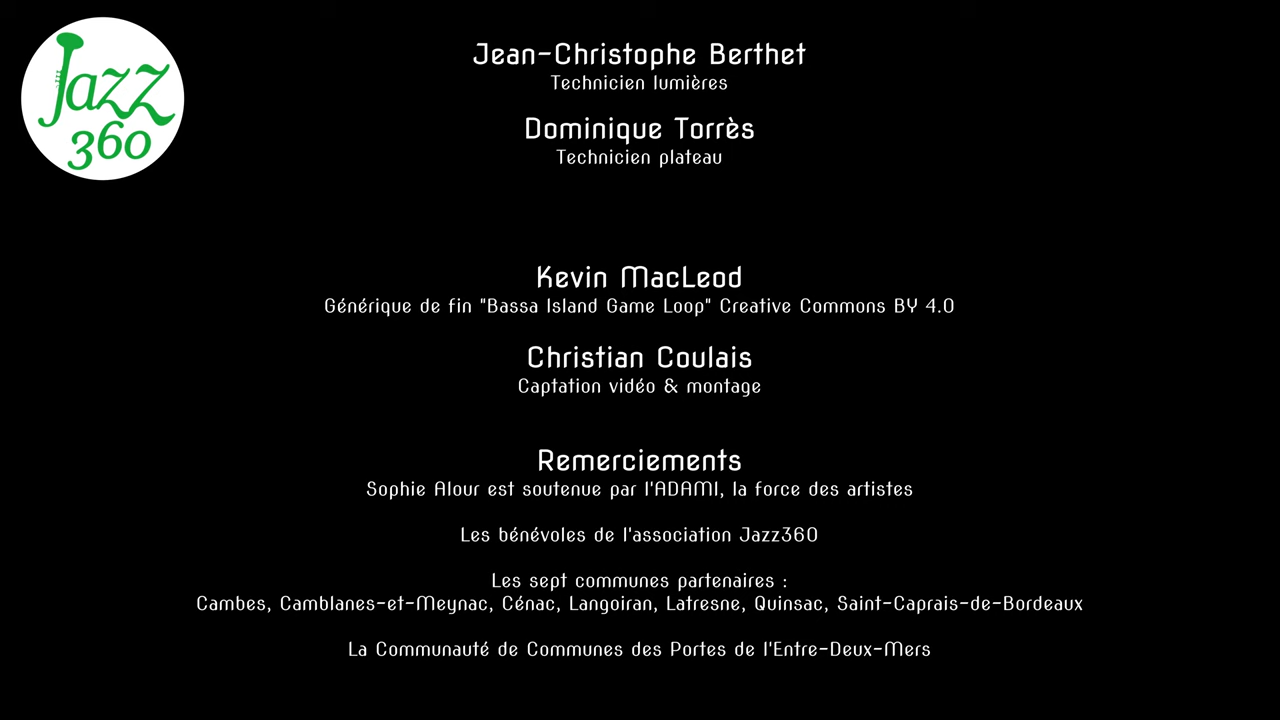 Jazz
360
Jean-Christophe Berthet
Technicien lumières
Dominique Torrès
Technicien plateau
Kevin MacLeod
Générique de fin "Bassa Island Game Loop" Creative Commons BY 4.0
Christian Coulais
Captation vidéo & montage
Remerciements
Sophie Alour est soutenue par l'ADAMI, la force des artistes
Les bénévoles de l'association Jazz360
Les sept communes partenaires :
Cambes, Camblanes-et-Meynac, Cénac, Langoiran, Latresne, Quinsac, Saint-Caprais-de-Bordeaux
La Communauté de Communes des Portes de l'Entre-Deux-Mers